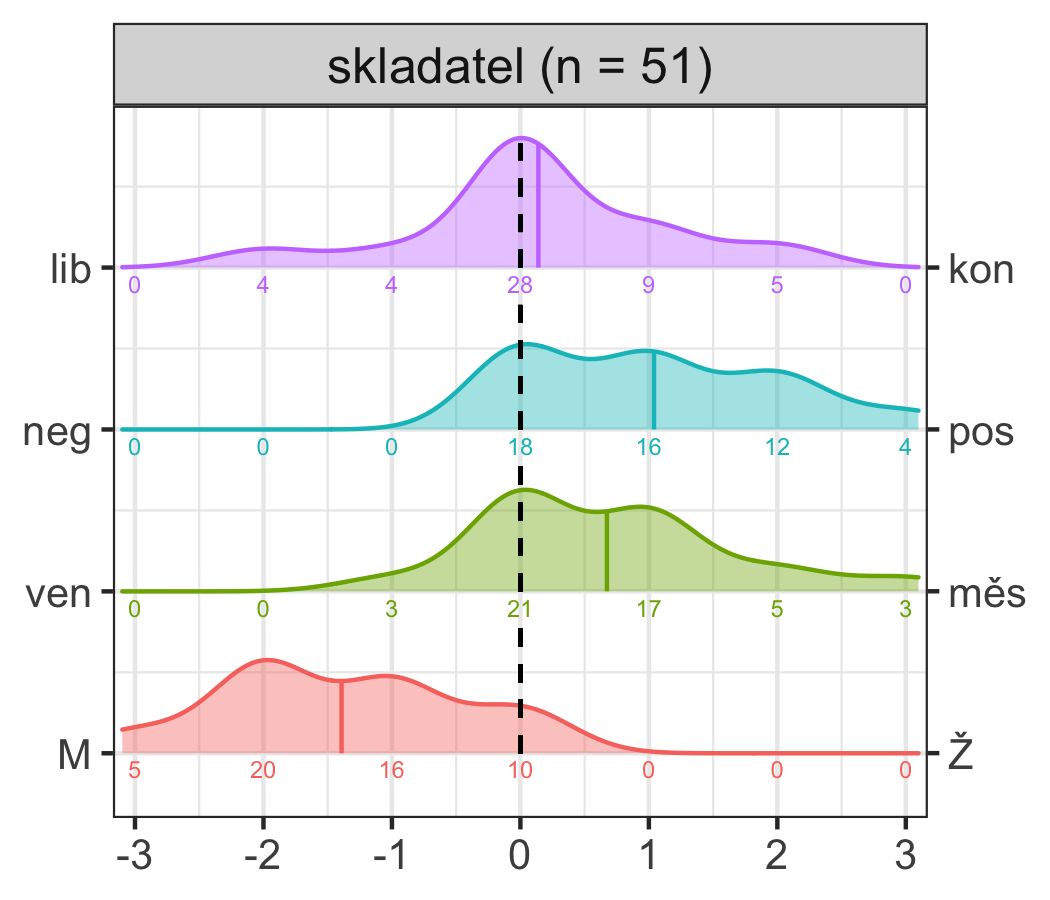 skladatel (n = 51)
lib kon
0 4 4 28 9 5 0
neg pos
0 0 0 18 16 12 4
ven měs
0 0 3 21 17 5 3
M Ž
5 20 16 10 0 0 0
-3 -2 -1 0 1 2 3